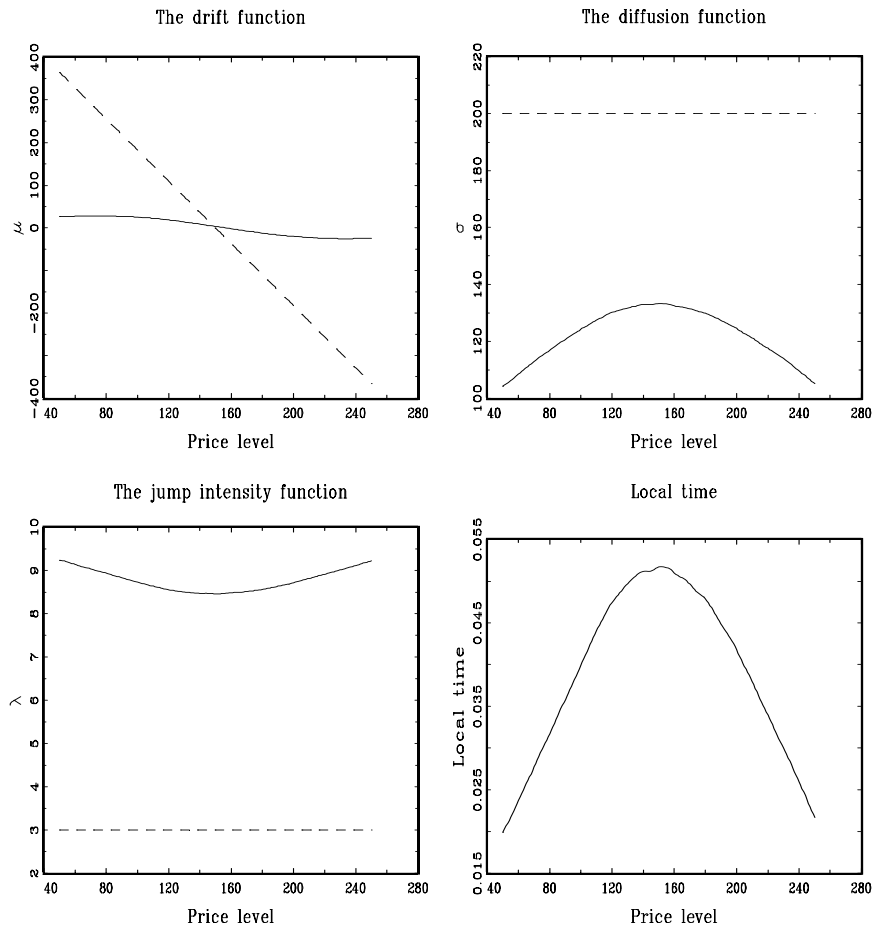 The drift function
400
300
200
100
0
-200
-400
μ
40 80 120 160 200 240 280
Price level
The diffusion function
220
200
180
160
140
120
100
σ
40 80 120 160 200 240 280
Price level
The jump intensity function
10
9
8
7
6
5
4
3
2
λ
40 80 120 160 200 240 280
Price level
Local time
0.055
0.045
0.035
0.025
0.015
Local time
40 80 120 160 200 240 280
Price level